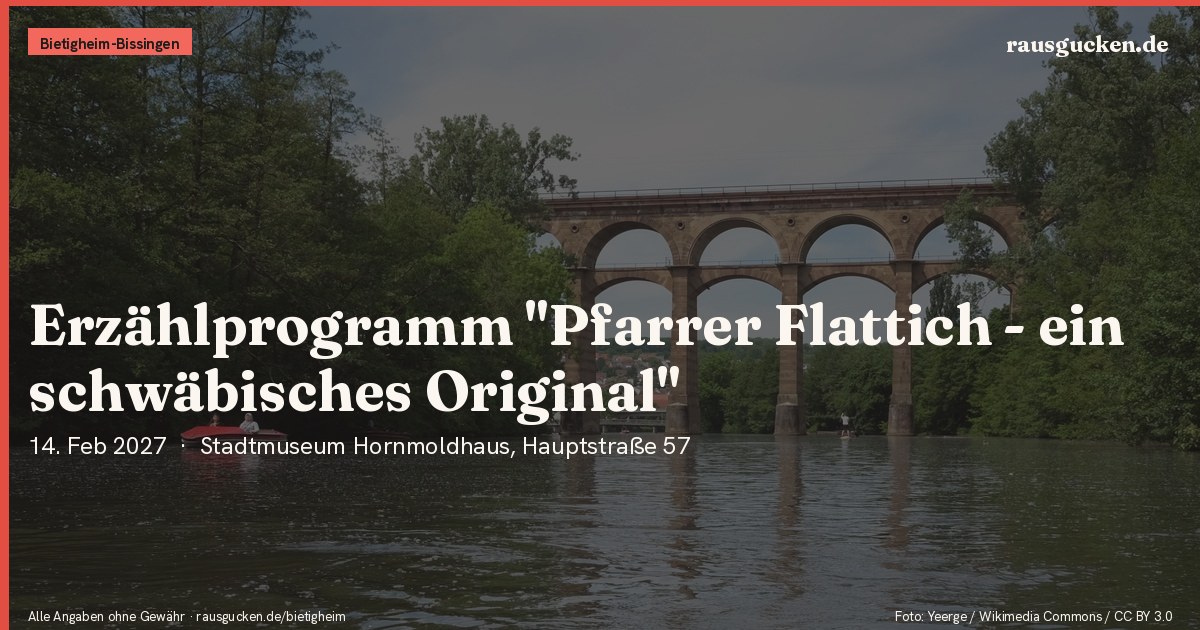 Bietigheim-Bissingen
rausgucken.de
Erzählprogramm "Pfarrer Flattich - ein
schwäbisches Original"
14. Feb 2027 · Stadtmuseum Hornmoldhaus, Hauptstraße 57
Alle Angaben ohne Gewähr · rausgucken.de/bietigheim
Foto: Yeerge / Wikimedia Commons / CC BY 3.0